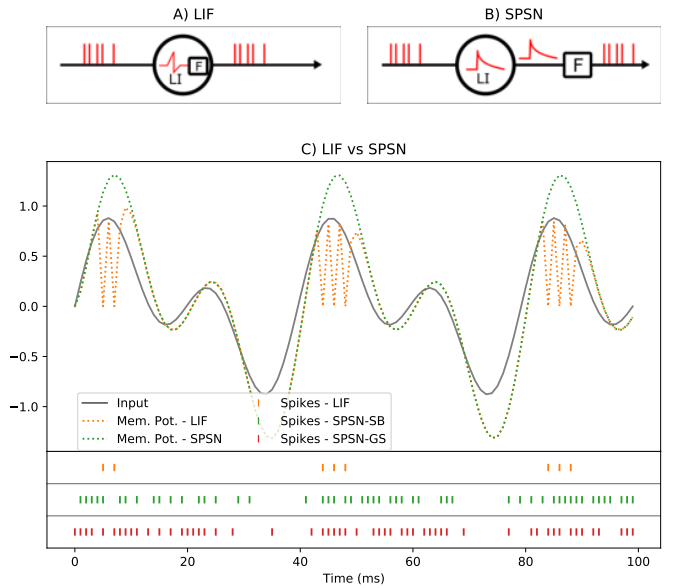 A) LIF
B) SPSN
LI
F
LI
F
C) LIF vs SPSN
1.0
0.5
0.0
−0.5
−1.0
Input
Mem. Pot. - LIF
Mem. Pot. - SPSN
Spikes - LIF
Spikes - SPSN-SB
Spikes - SPSN-GS
0
20
40
60
80
100
Time (ms)